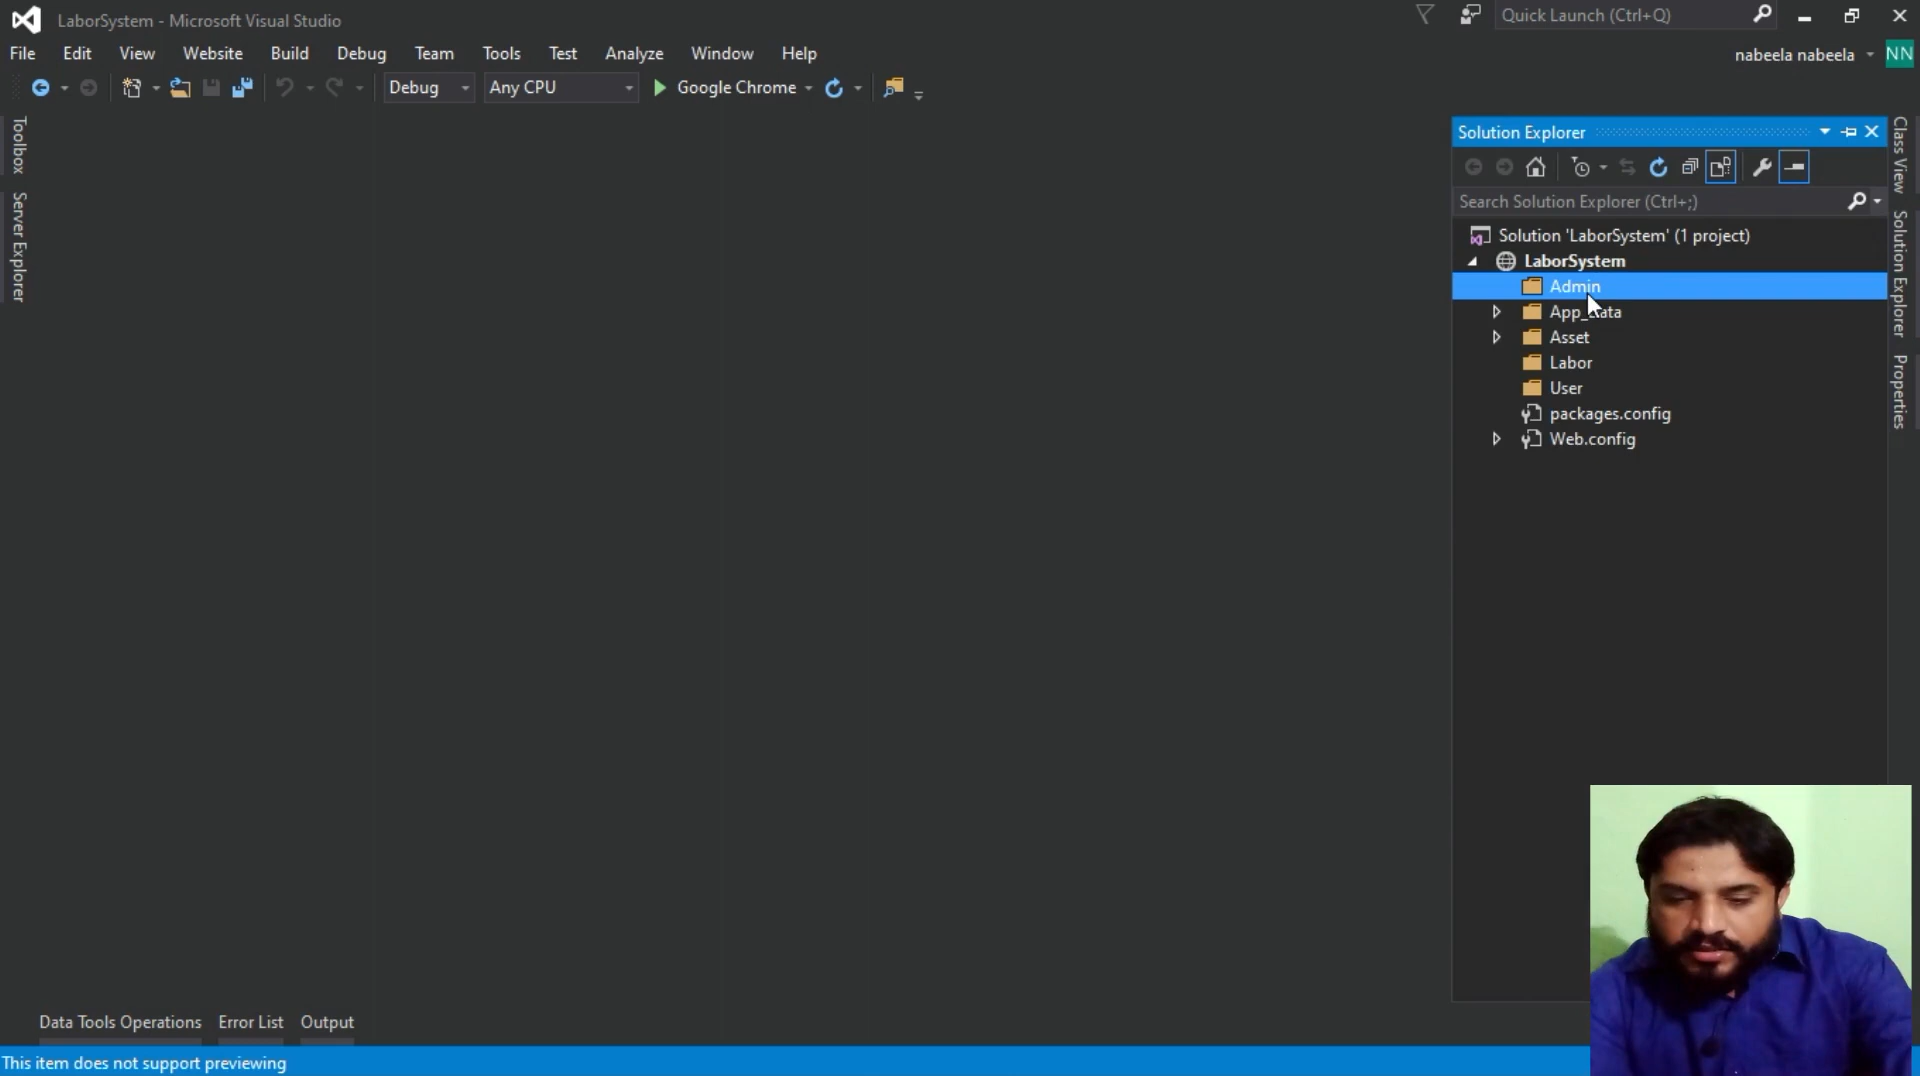 LaborSystem - Microsoft Visual Studio
Quick Launch (Ctrl+Q)
File Edit View Website Build Debug Team Tools Test Analyze Window Help
nabeela nabeela NN
Debug Any CPU Google Chrome
Toolbox
Server Explorer
Solution Explorer
Search Solution Explorer (Ctrl+;)
Solution 'LaborSystem' (1 project)
LaborSystem
Admin
App_Data
Asset
Labor
User
packages.config
Web.config
Class View
Solution Explorer
Properties
Data Tools Operations Error List Output
This item does not support previewing